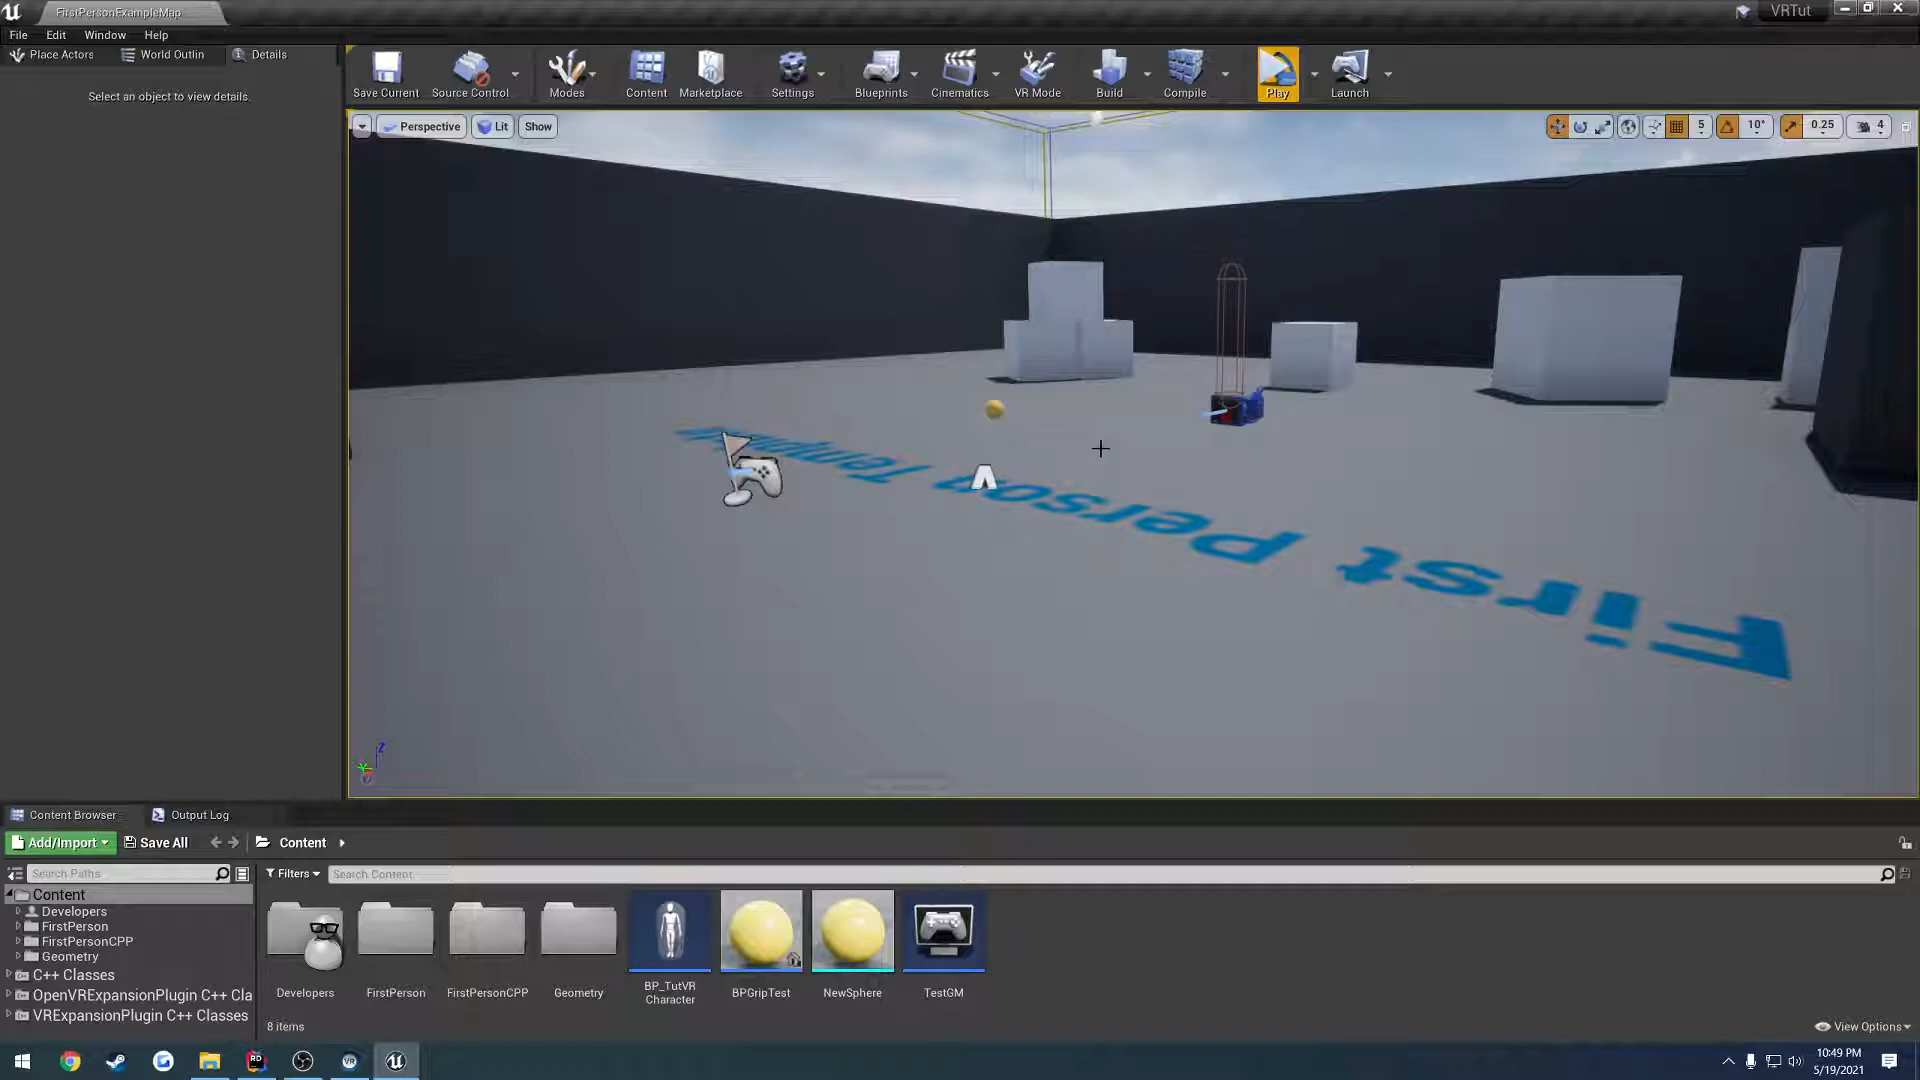 FirstPersonExampleMap
VRTut
File Edit Window Help
Place Actors World Outlin Details
Select an object to view details.
Save Current Source Control Modes Content Marketplace Settings Blueprints Cinematics VR Mode Build Compile Play Launch
Perspective Lit Show
5 10° 0.25 4
First Person Template
Z
Content Browser Output Log
Add/Import Save All Content
Search Paths
Filters
Search Content
Content
Developers
FirstPerson
FirstPersonCPP
Geometry
C++ Classes
OpenVRExpansionPlugin C++ Cla
VRExpansionPlugin C++ Classes
Developers FirstPerson FirstPersonCPP Geometry BP_TutVR
Character BPGripTest NewSphere TestGM
8 items
View Options
RD
VR
10:49 PM
5/19/2021